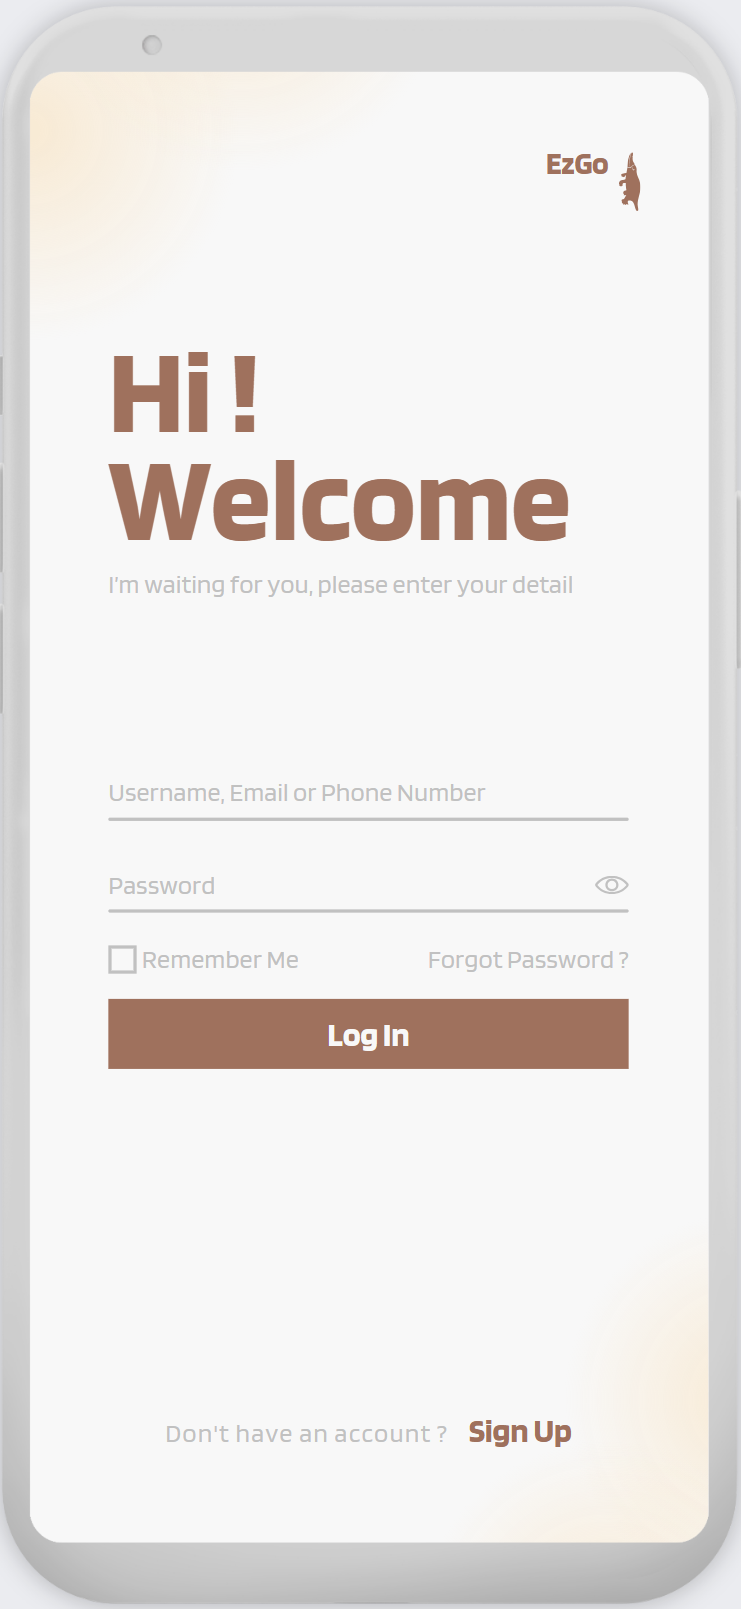 EzGo
Hi !
Welcome
I'm waiting for you, please enter your detail
Username, Email or Phone Number
Password
Remember Me Forgot Password ?
Log In
Don't have an account ? Sign Up